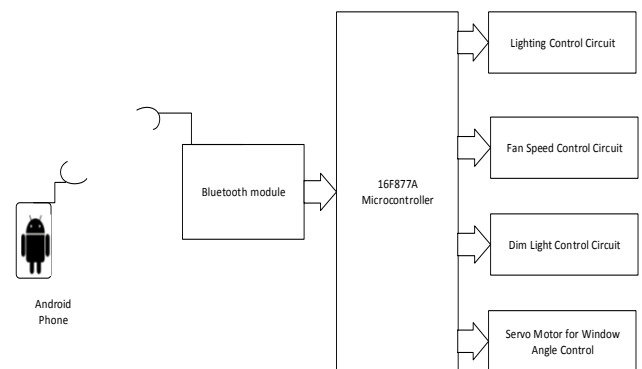 Lighting Control Circuit
Fan Speed Control Circuit
Bluetooth module
16F877A
Microcontroller
Dim Light Control Circuit
Android
Phone
Servo Motor for Window
Angle Control